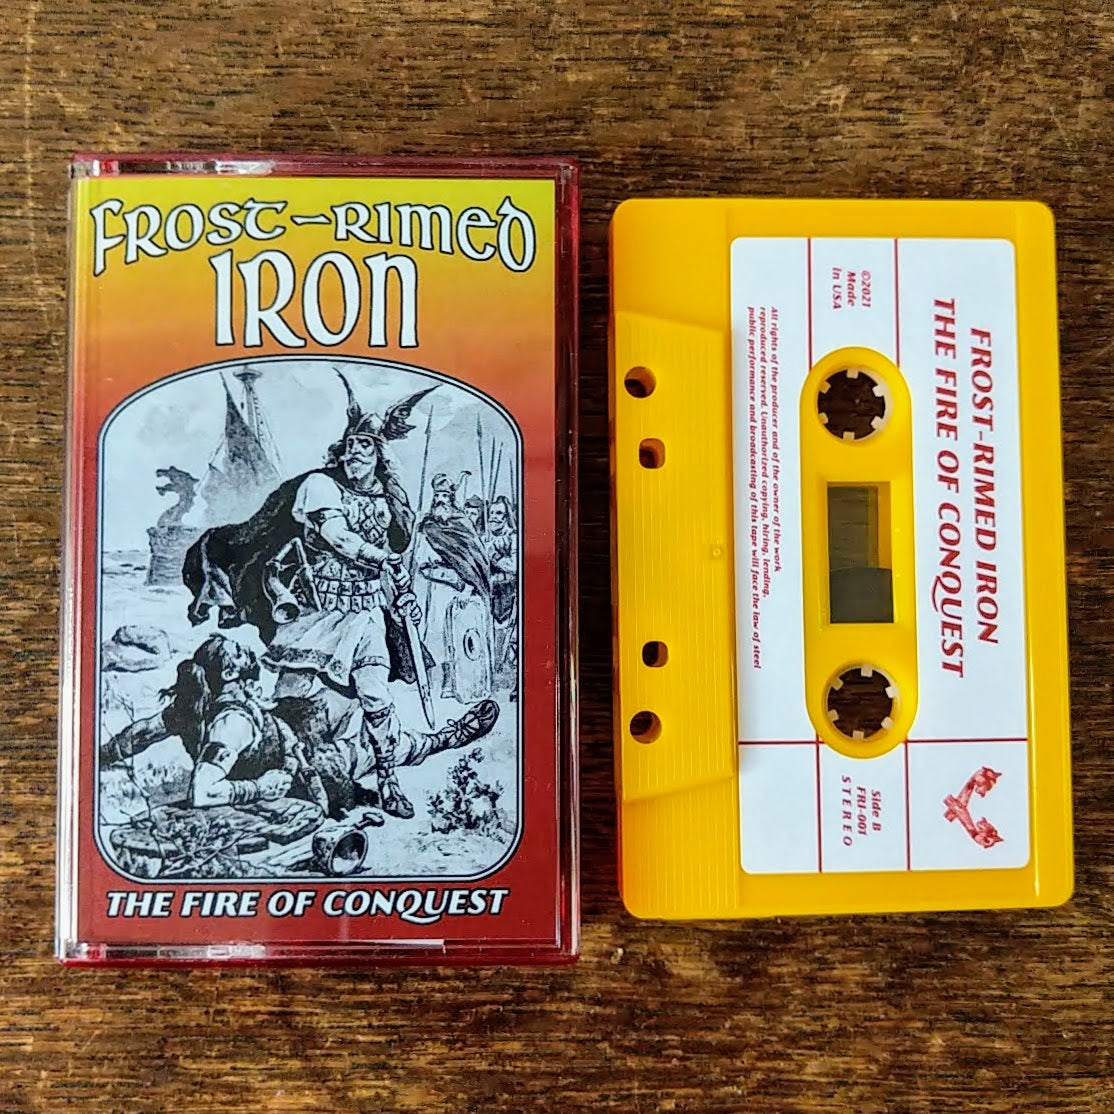 FROST-RIMED
IRON
THE FIRE OF CONQUEST
FROST-RIMED IRON
THE FIRE OF CONQUEST
©2021
Made
in USA
All rights of the producer and of the owner of the work
reproduced reserved. Unauthorized copying, hiring, lending,
public performance and broadcasting of this tape will face the law of steel
Side B
FRI-001
STEREO